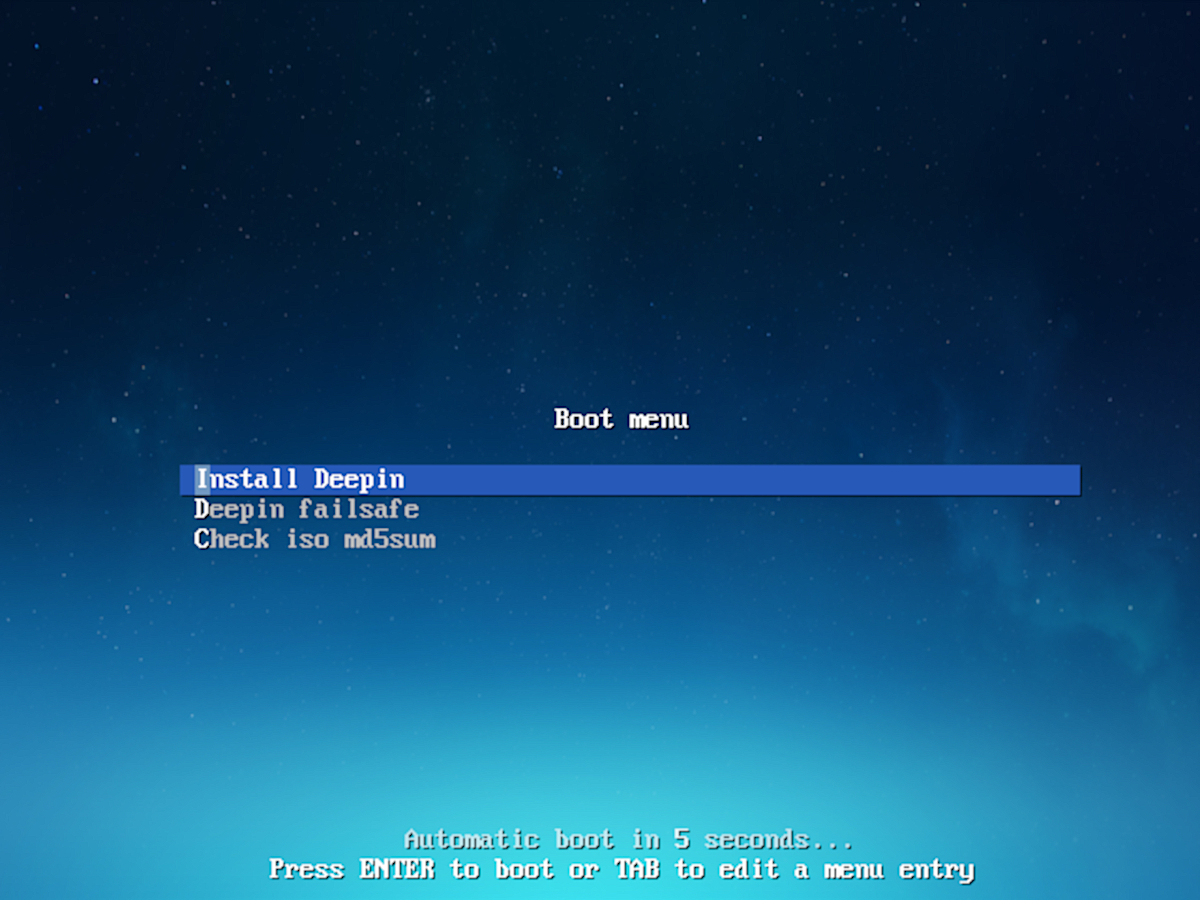 Boot menu
Install Deepin
Deepin failsafe
Check iso md5sum
Automatic boot in 5 seconds...
Press ENTER to boot or TAB to edit a menu entry